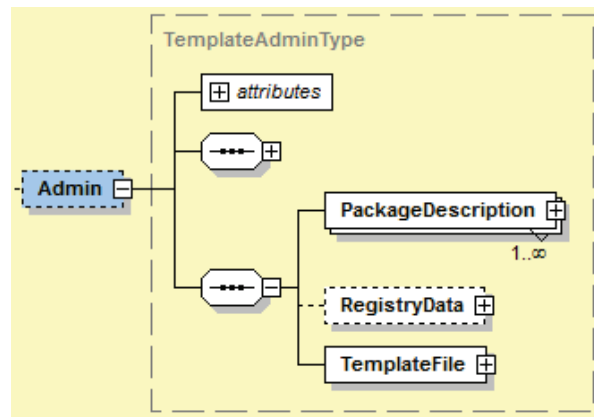 TemplateAdminType
attributes
Admin
PackageDescription
1..∞
RegistryData
TemplateFile